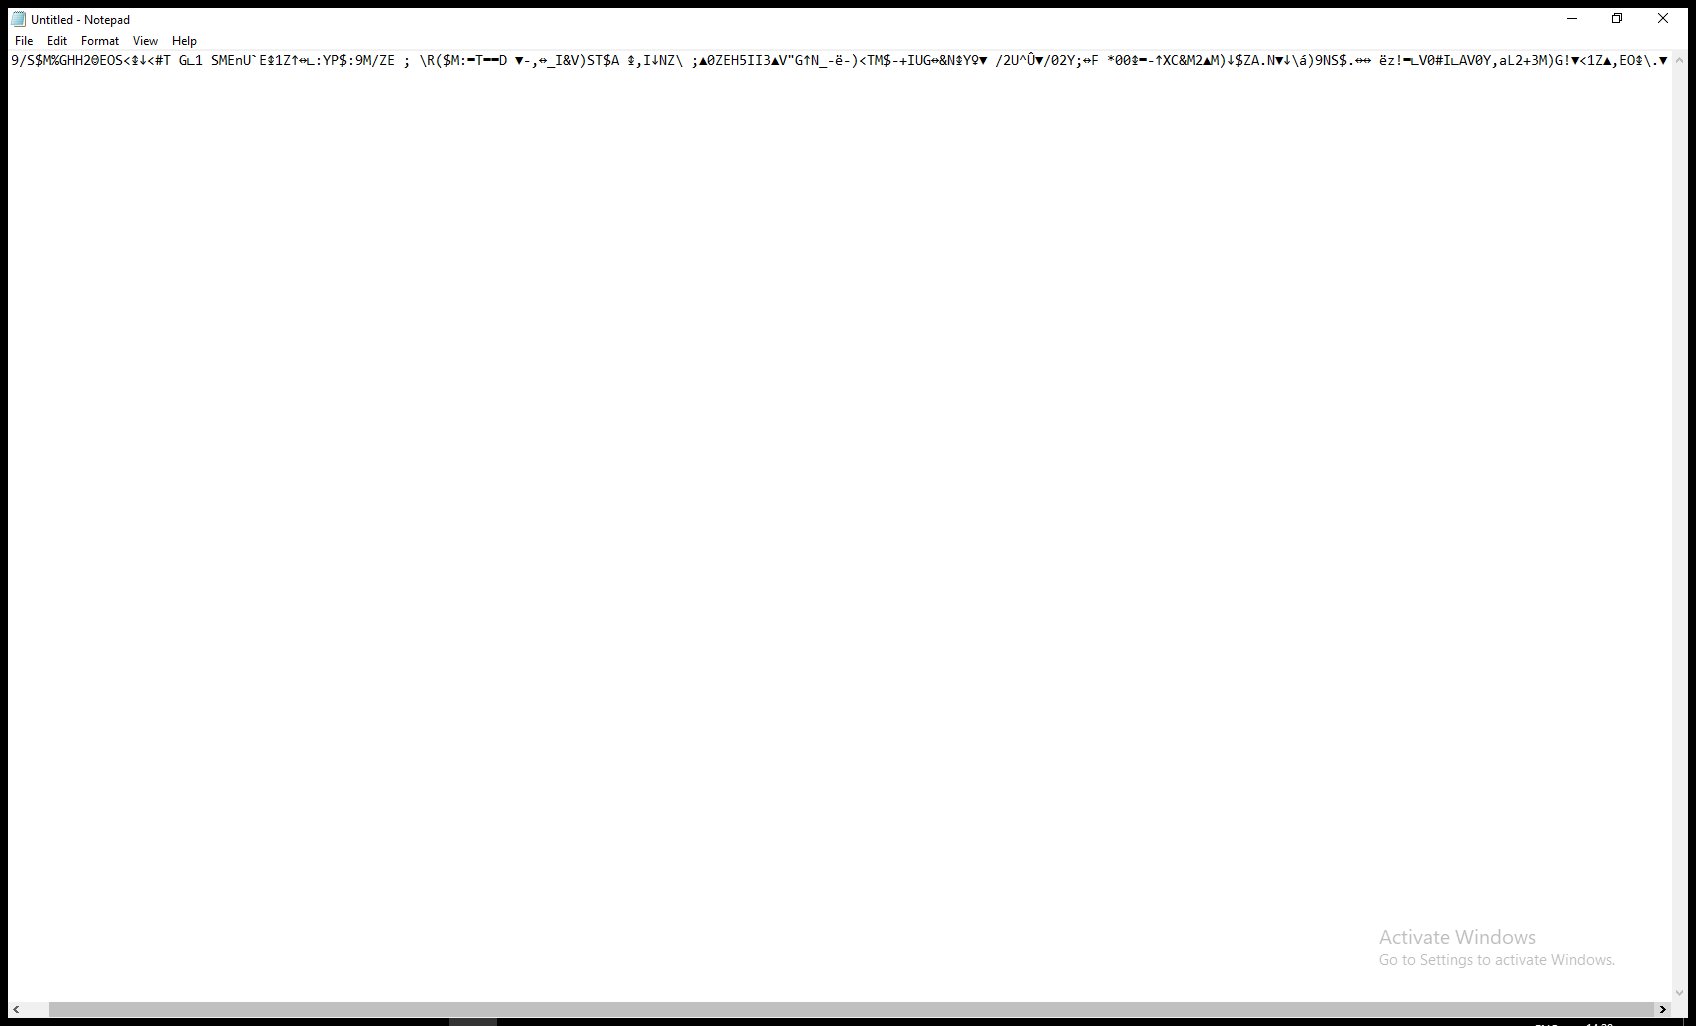 Untitled - Notepad
File Edit Format View Help
9/S$M%GHH2ΘEOS<↨↓<#T G∟1 SMEnU`E↨1Z↑↔∟:YP$:9M/ZE ; \R($M:▬T▬▬D ▼-,↔_I&V)ST$A ↨,I↓NZ\ ;▲0ZEH5II3▲V"G↑N_-ë-)<TM$-+IUG↔&N↨Y♀▼ /2U^Û▼/02Y;↔F *00↨▬-↑XC&M2▲M)↓$ZA.N▼↓\á)9NS$.↔↔ ëz!▬∟V0#I∟AV0Y,aL2+3M)G!▼<1Z▲,EO↨\.▼
Activate Windows
Go to Settings to activate Windows.